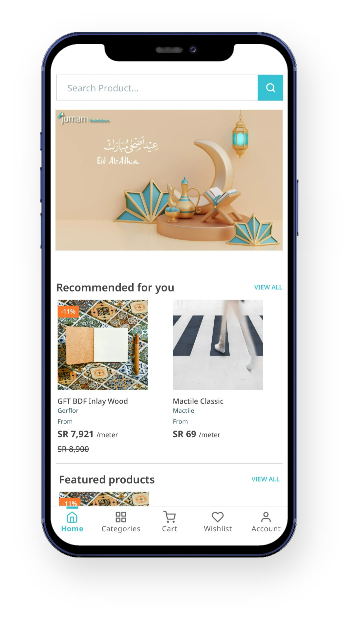 Search Product...
juman
عيد أضحى مبارك
Eid Al-Adha
Recommended for you
VIEW ALL
-11%
GFT BDF Inlay Wood
Gerflor
From
SR 7,921 /meter
SR 8,900
Mactile Classic
Mactile
From
SR 69 /meter
Featured products
VIEW ALL
-11%
Home
Categories
Cart
Wishlist
Account